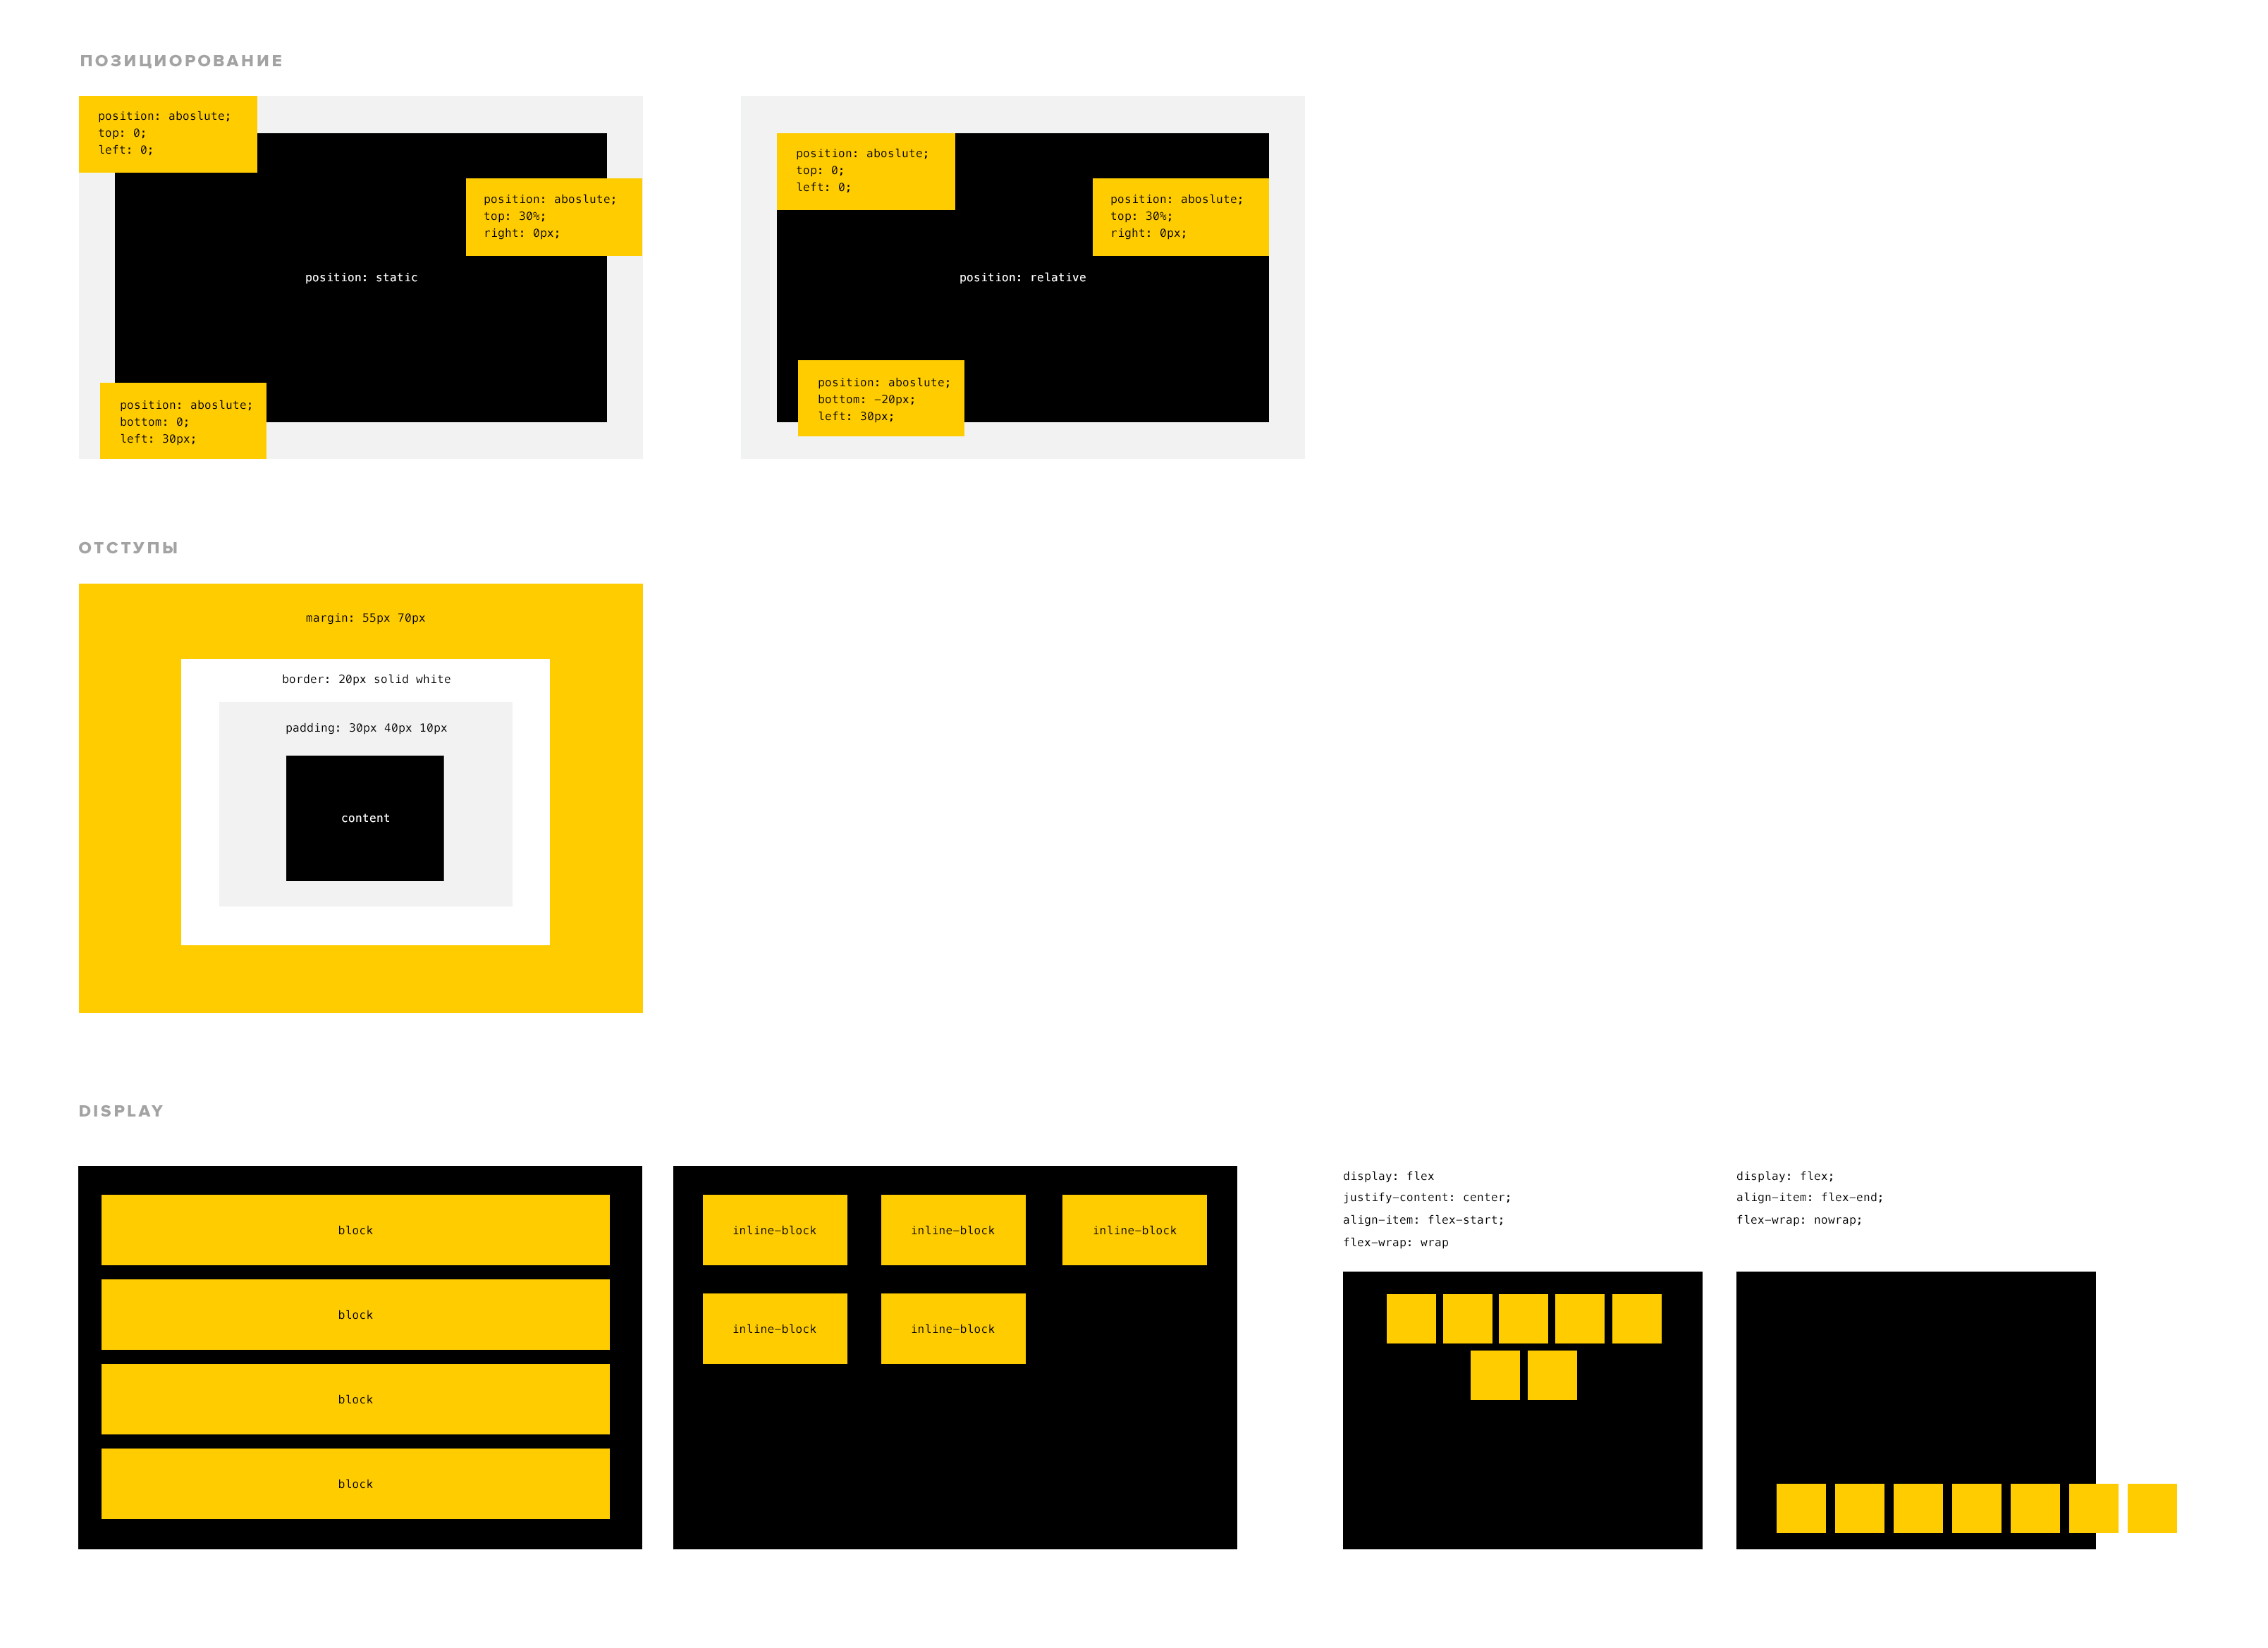 ПОЗИЦИОРОВАНИЕ
position: aboslute;
top: 0;
left: 0;
position: aboslute;
top: 30%;
right: 0px;
position: static
position: aboslute;
bottom: 0;
left: 30px;
position: aboslute;
top: 0;
left: 0;
position: aboslute;
top: 30%;
right: 0px;
position: relative
position: aboslute;
bottom: -20px;
left: 30px;
ОТСТУПЫ
margin: 55px 70px
border: 20px solid white
padding: 30px 40px 10px
content
DISPLAY
block
block
block
block
inline-block
inline-block
inline-block
inline-block
inline-block
display: flex
justify-content: center;
align-item: flex-start;
flex-wrap: wrap
display: flex;
align-item: flex-end;
flex-wrap: nowrap;